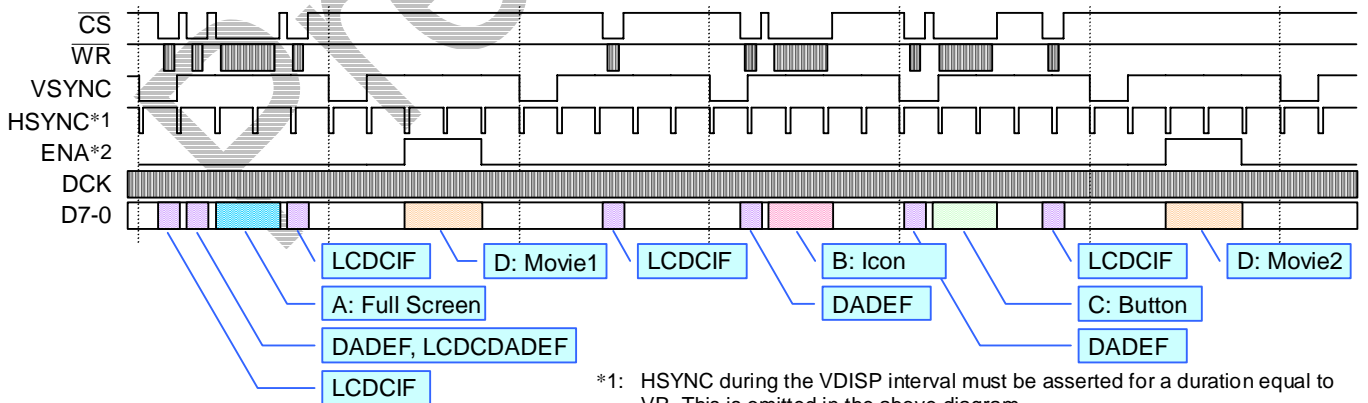 CS
WR
VSYNC
HSYNC*1
ENA*2
DCK
D7-0
LCDCIF
D: Movie1
LCDCIF
B: Icon
LCDCIF
D: Movie2
A: Full Screen
DADEF
C: Button
DADEF, LCDCDADEF
DADEF
LCDCIF
*1: HSYNC during the VDISP interval must be asserted for a duration equal to